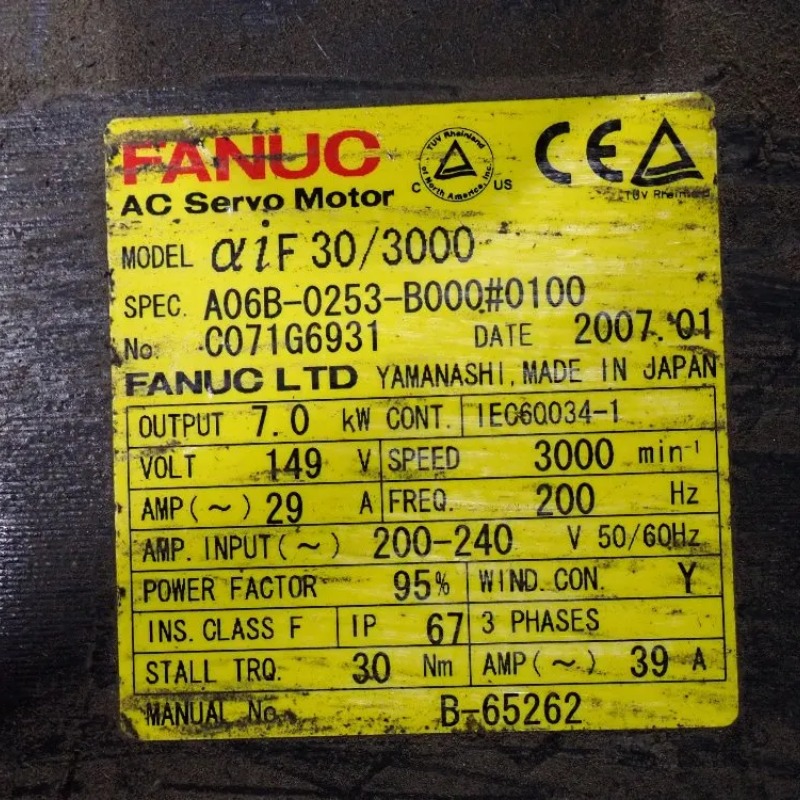 FANUC
AC Servo Motor
TUV Rheinland of North America, Inc.
C US
CE
TUV Rheinland
MODEL αiF 30/3000
SPEC. A06B-0253-B000#0100
No. C071G6931 DATE 2007.01
FANUC LTD YAMANASHI, MADE IN JAPAN
OUTPUT 7.0 kW CONT. IEC60034-1
VOLT 149 V SPEED 3000 min-1
AMP(~) 29 A FREQ. 200 Hz
AMP. INPUT(~) 200-240 V 50/60Hz
POWER FACTOR 95% WIND. CON. Y
INS. CLASS F IP 67 3 PHASES
STALL TRQ. 30 Nm AMP(~) 39 A
MANUAL No. B-65262